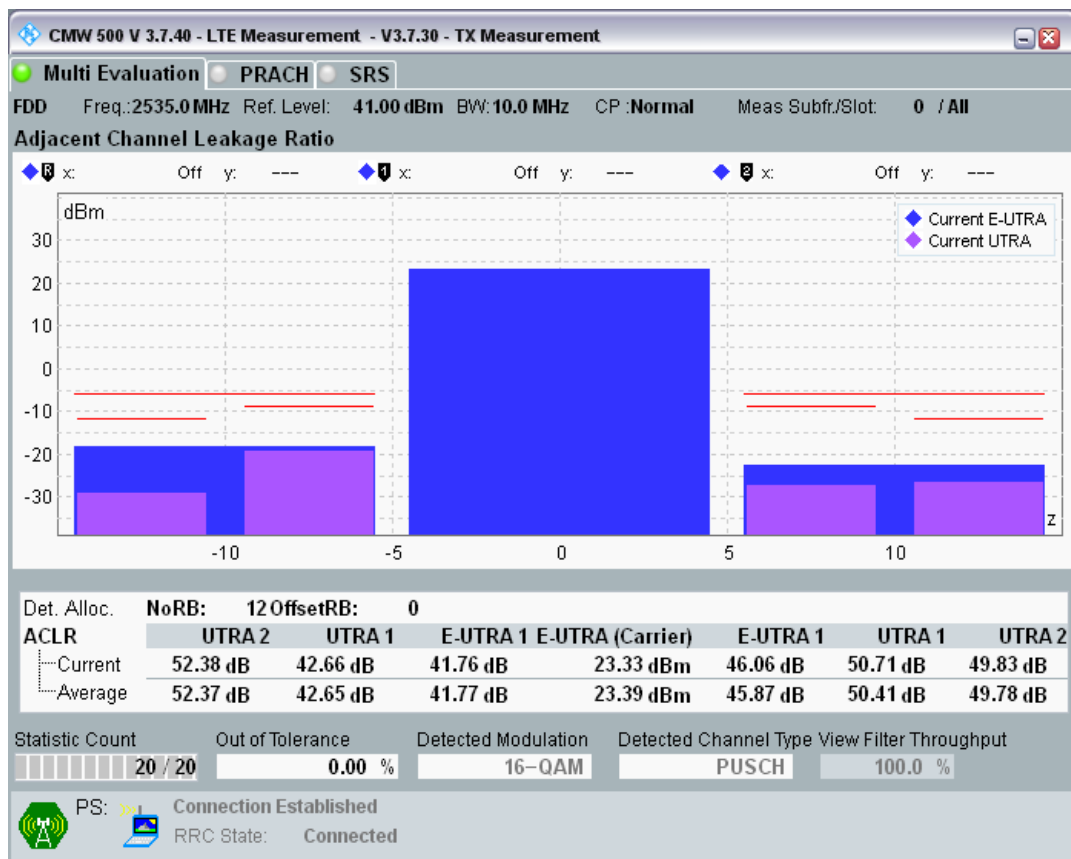 CMW 500 V 3.7.40 - LTE Measurement - V3.7.30 - TX Measurement
Multi Evaluation PRACH SRS
FDD Freq.:2535.0 MHz Ref. Level: 41.00 dBm BW:10.0 MHz CP :Normal Meas Subfr./Slot: 0 / All
Adjacent Channel Leakage Ratio
R x: Off y: --- 1 x: Off y: --- 2 x: Off y: ---
dBm
Current E-UTRA
Current UTRA
30
20
10
0
-10
-20
-30
z
-10 -5 0 5 10
Det. Alloc. NoRB: 12 OffsetRB: 0
ACLR UTRA 2 UTRA 1 E-UTRA 1 E-UTRA (Carrier) E-UTRA 1 UTRA 1 UTRA 2
Current 52.38 dB 42.66 dB 41.76 dB 23.33 dBm 46.06 dB 50.71 dB 49.83 dB
Average 52.37 dB 42.65 dB 41.77 dB 23.39 dBm 45.87 dB 50.41 dB 49.78 dB
Statistic Count Out of Tolerance Detected Modulation Detected Channel Type View Filter Throughput
20 / 20 0.00 % 16-QAM PUSCH 100.0 %
PS: Connection Established
RRC State: Connected